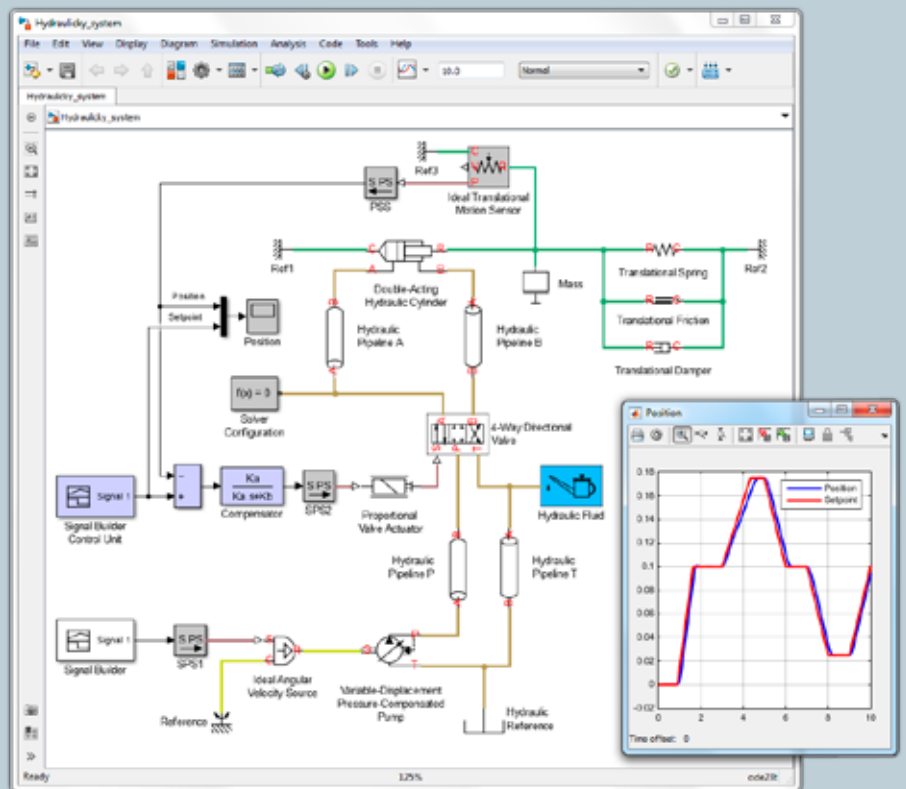 Hydraulicky_system
File Edit View Display Diagram Simulation Analysis Code Tools Help
10.0 Normal
Hydraulicky_system
Hydraulicky_system
C
Ref3
R
P
Ideal Translational
Motion Sensor
S PS
PSS
C R
A B
Ref1
Double-Acting
Hydraulic Cylinder
Mass
R C
Translational Spring
Ref2
R C
Translational Friction
R C
Translational Damper
Position
Setpoint
Position
B
Hydraulic
Pipeline A
A
Hydraulic
Pipeline B
f(x) = 0
Solver
Configuration
A B
S P T
4-Way Directional
Valve
Signal 1
Signal Builder
Control Unit
Ka
Ka s+Kb
Compensator
S PS
SPS2
Proportional
Valve Actuator
Hydraulic Fluid
Hydraulic
Pipeline P
Hydraulic
Pipeline T
Signal 1
Signal Builder
S PS
SPS1
S
C
Ideal Angular
Velocity Source
P
T
Variable-Displacement
Pressure-Compensated
Pump
Reference
Hydraulic
Reference
Ready 125%
Position
Position
Setpoint
0.18
0.16
0.14
0.12
0.1
0.08
0.06
0.04
0.02
0
-0.02
0 2 4 6 8 10
Time offset: 0